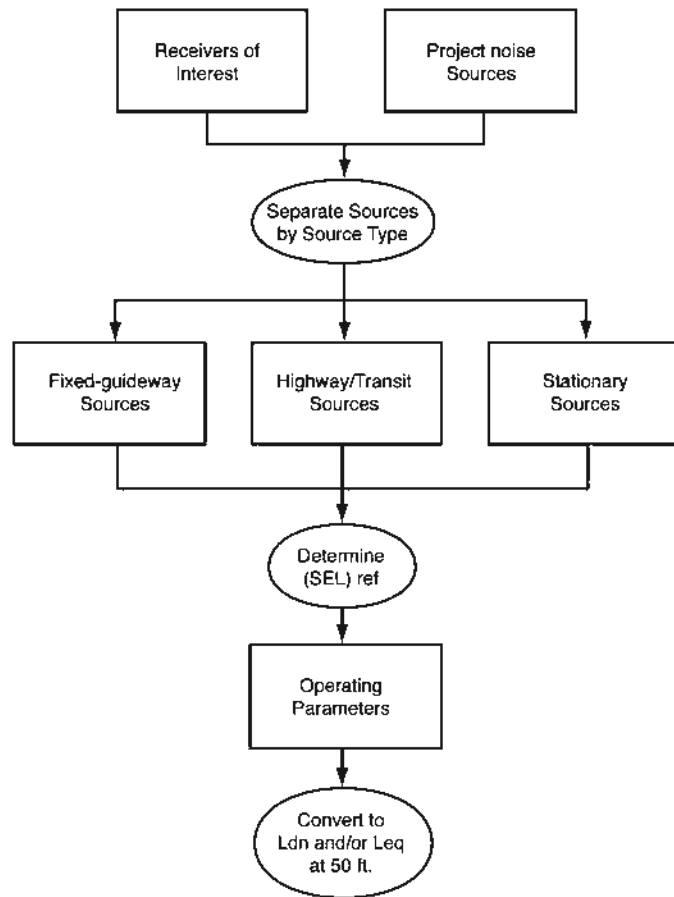 Receivers of
Interest
Project noise
Sources
Separate Sources
by Source Type
Fixed-guideway
Sources
Highway/Transit
Sources
Stationary
Sources
Determine
(SEL) ref
Operating
Parameters
Convert to
Ldn and/or Leq
at 50 ft.